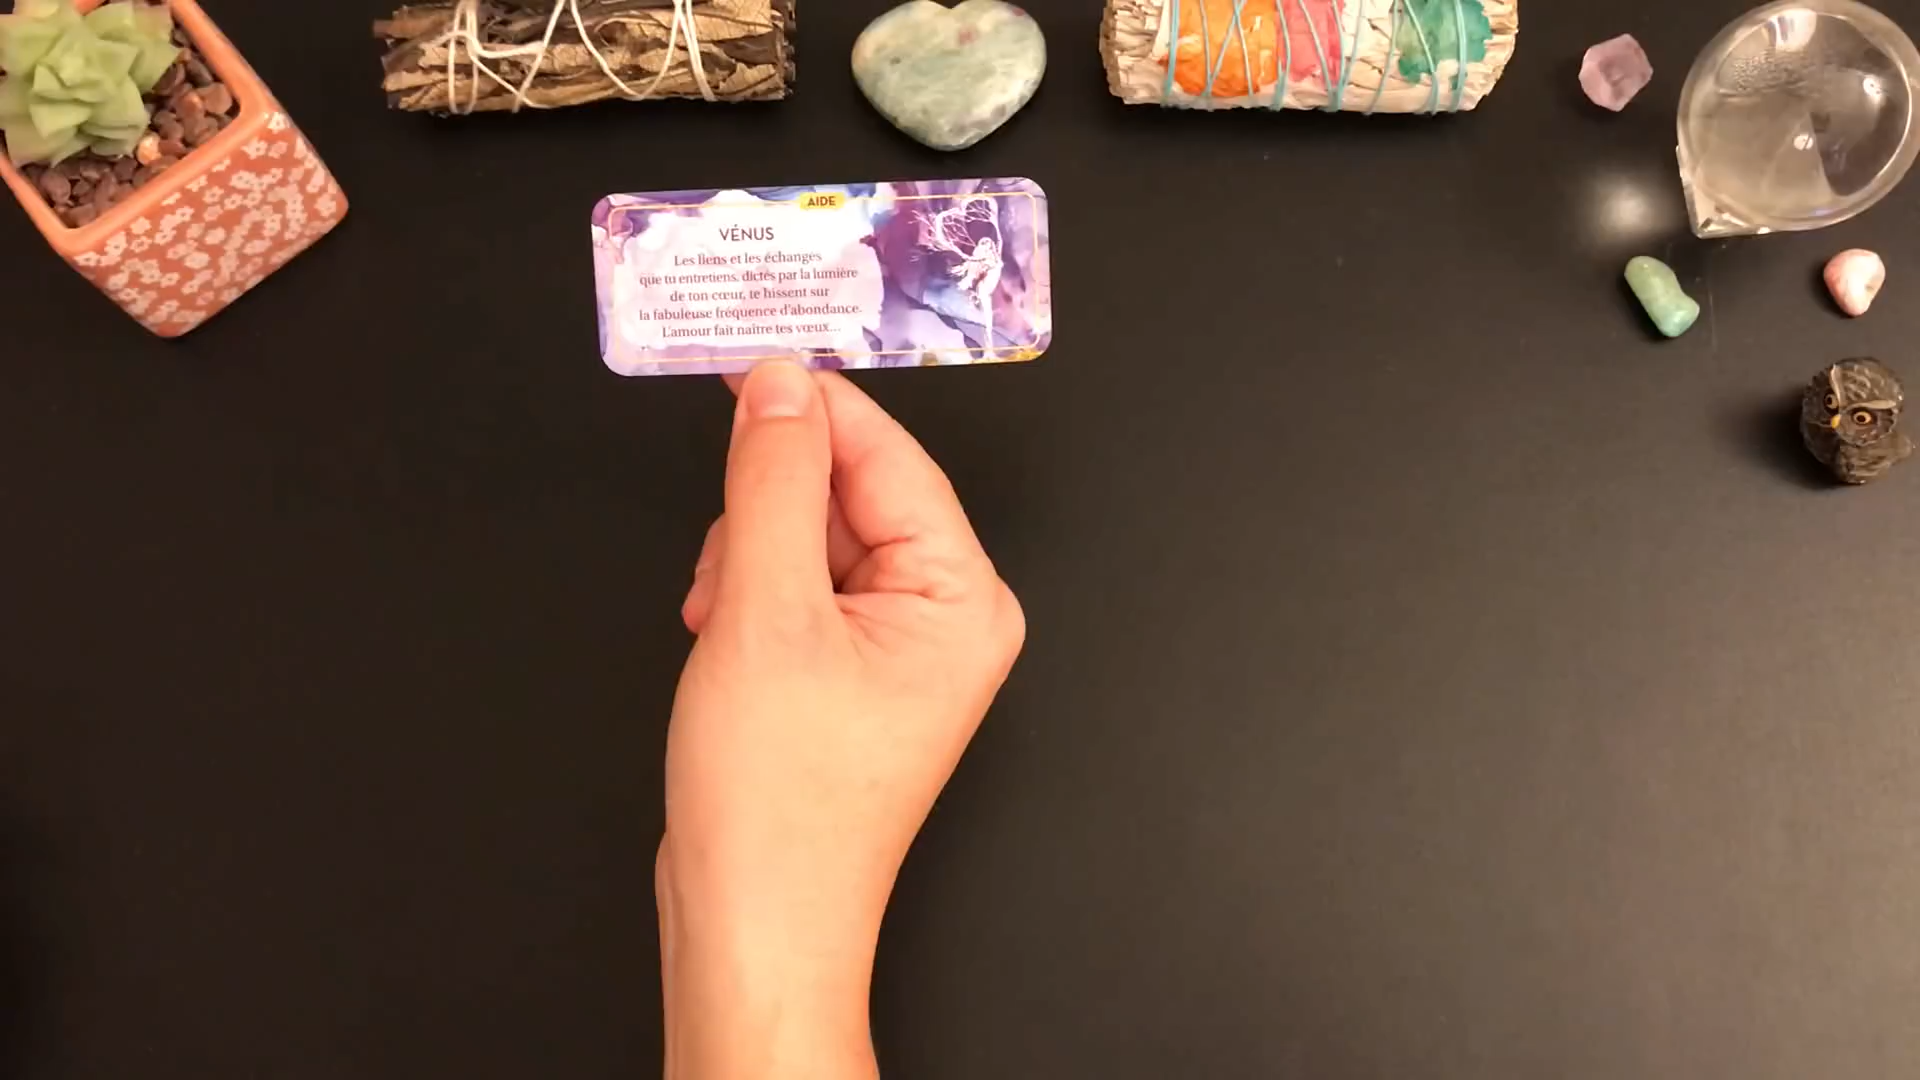 AIDE
VÉNUS
Les liens et les échanges
que tu entretiens, dictés par la lumière
de ton cœur, te hissent sur
la fabuleuse fréquence d'abondance.
L'amour fait naître tes vœux...